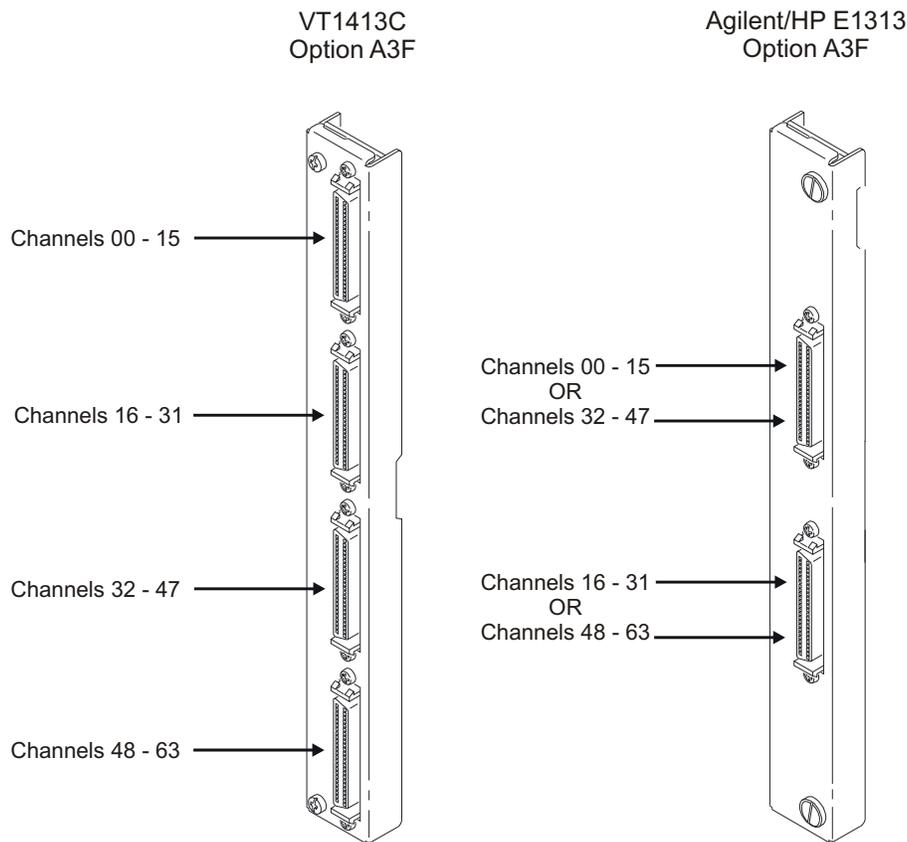 VT1413C
Option A3F
Agilent/HP E1313
Option A3F
Channels 00 - 15
Channels 16 - 31
Channels 32 - 47
Channels 48 - 63
Channels 00 - 15
OR
Channels 32 - 47
Channels 16 - 31
OR
Channels 48 - 63